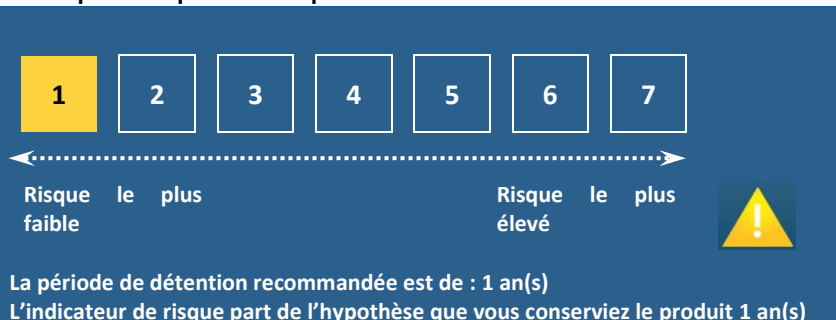 1 2 3 4 5 6 7
Risque le plus
faible
Risque le plus
élevé
La période de détention recommandée est de : 1 an(s)
L’indicateur de risque part de l’hypothèse que vous conserviez le produit 1 an(s)